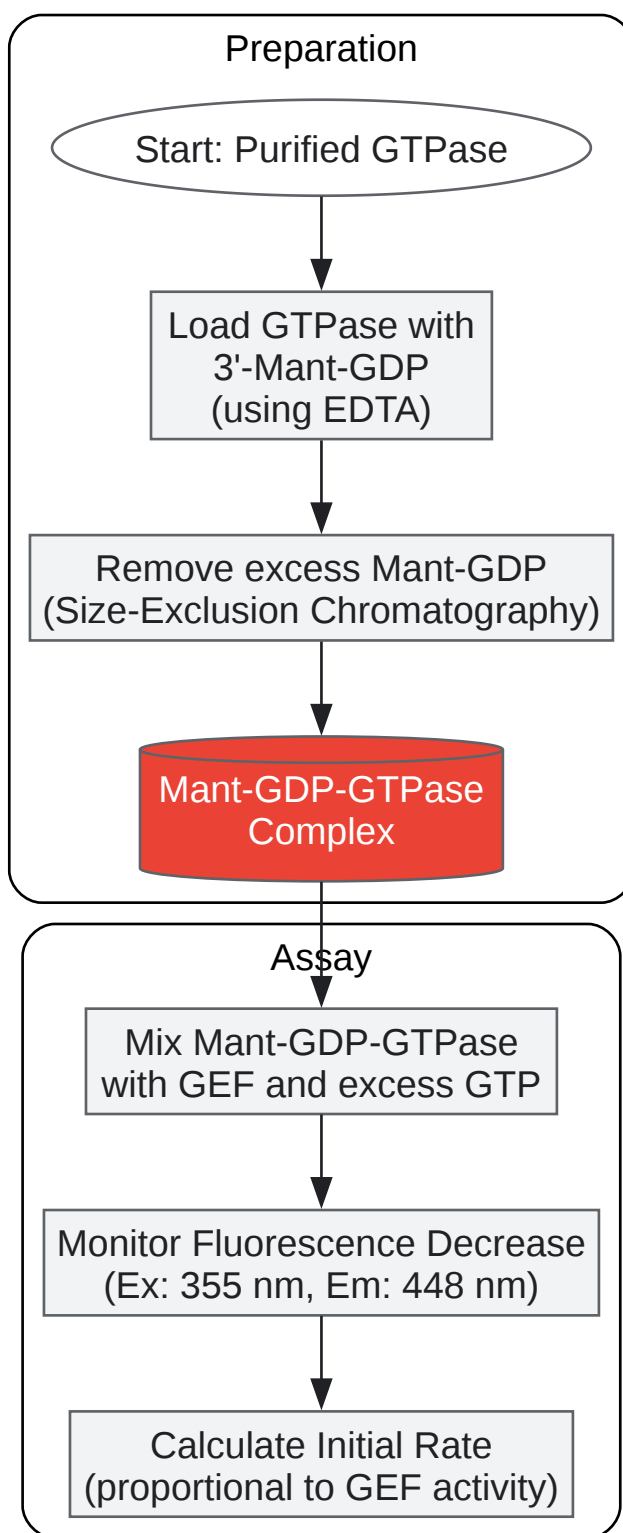 Preparation
Start: Purified GTPase
Load GTPase with
3'-Mant-GDP
(using EDTA)
Remove excess Mant-GDP
(Size-Exclusion Chromatography)
Mant-GDP-GTPase
Complex
Assay
Mix Mant-GDP-GTPase
with GEF and excess GTP
Monitor Fluorescence Decrease
(Ex: 355 nm, Em: 448 nm)
Calculate Initial Rate
(proportional to GEF activity)